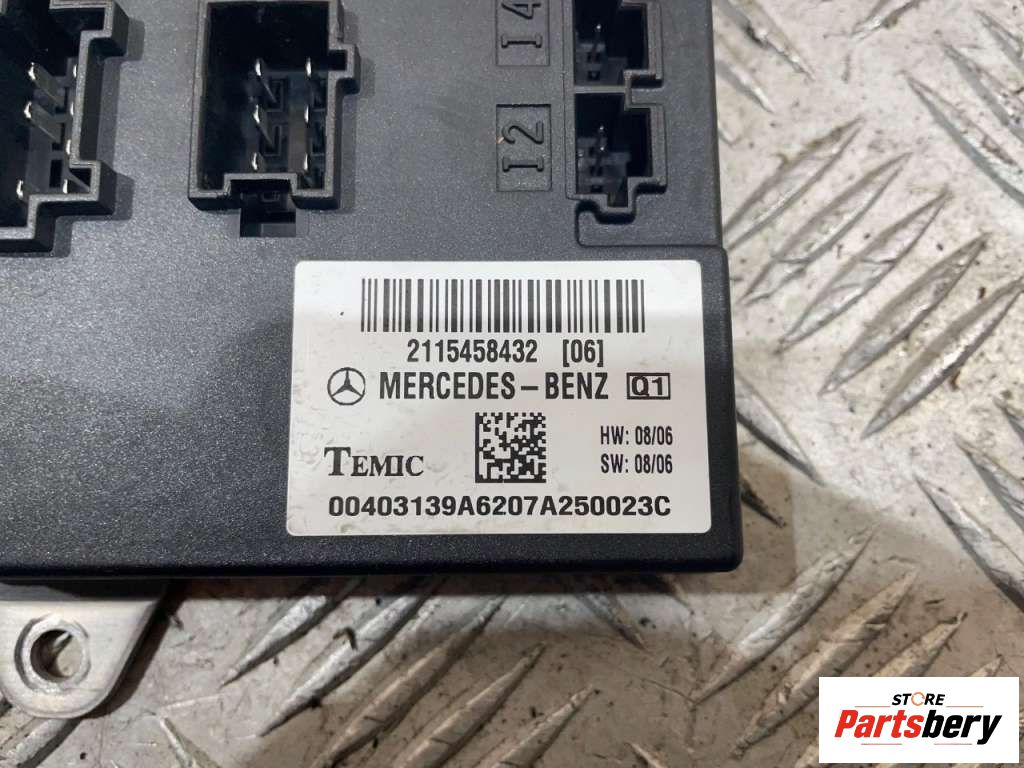 I4
I2
2115458432 [06]
MERCEDES-BENZ Q1
HW: 08/06
TEMIC
SW: 08/06
00403139A6207A250023C
STORE
Partsbery